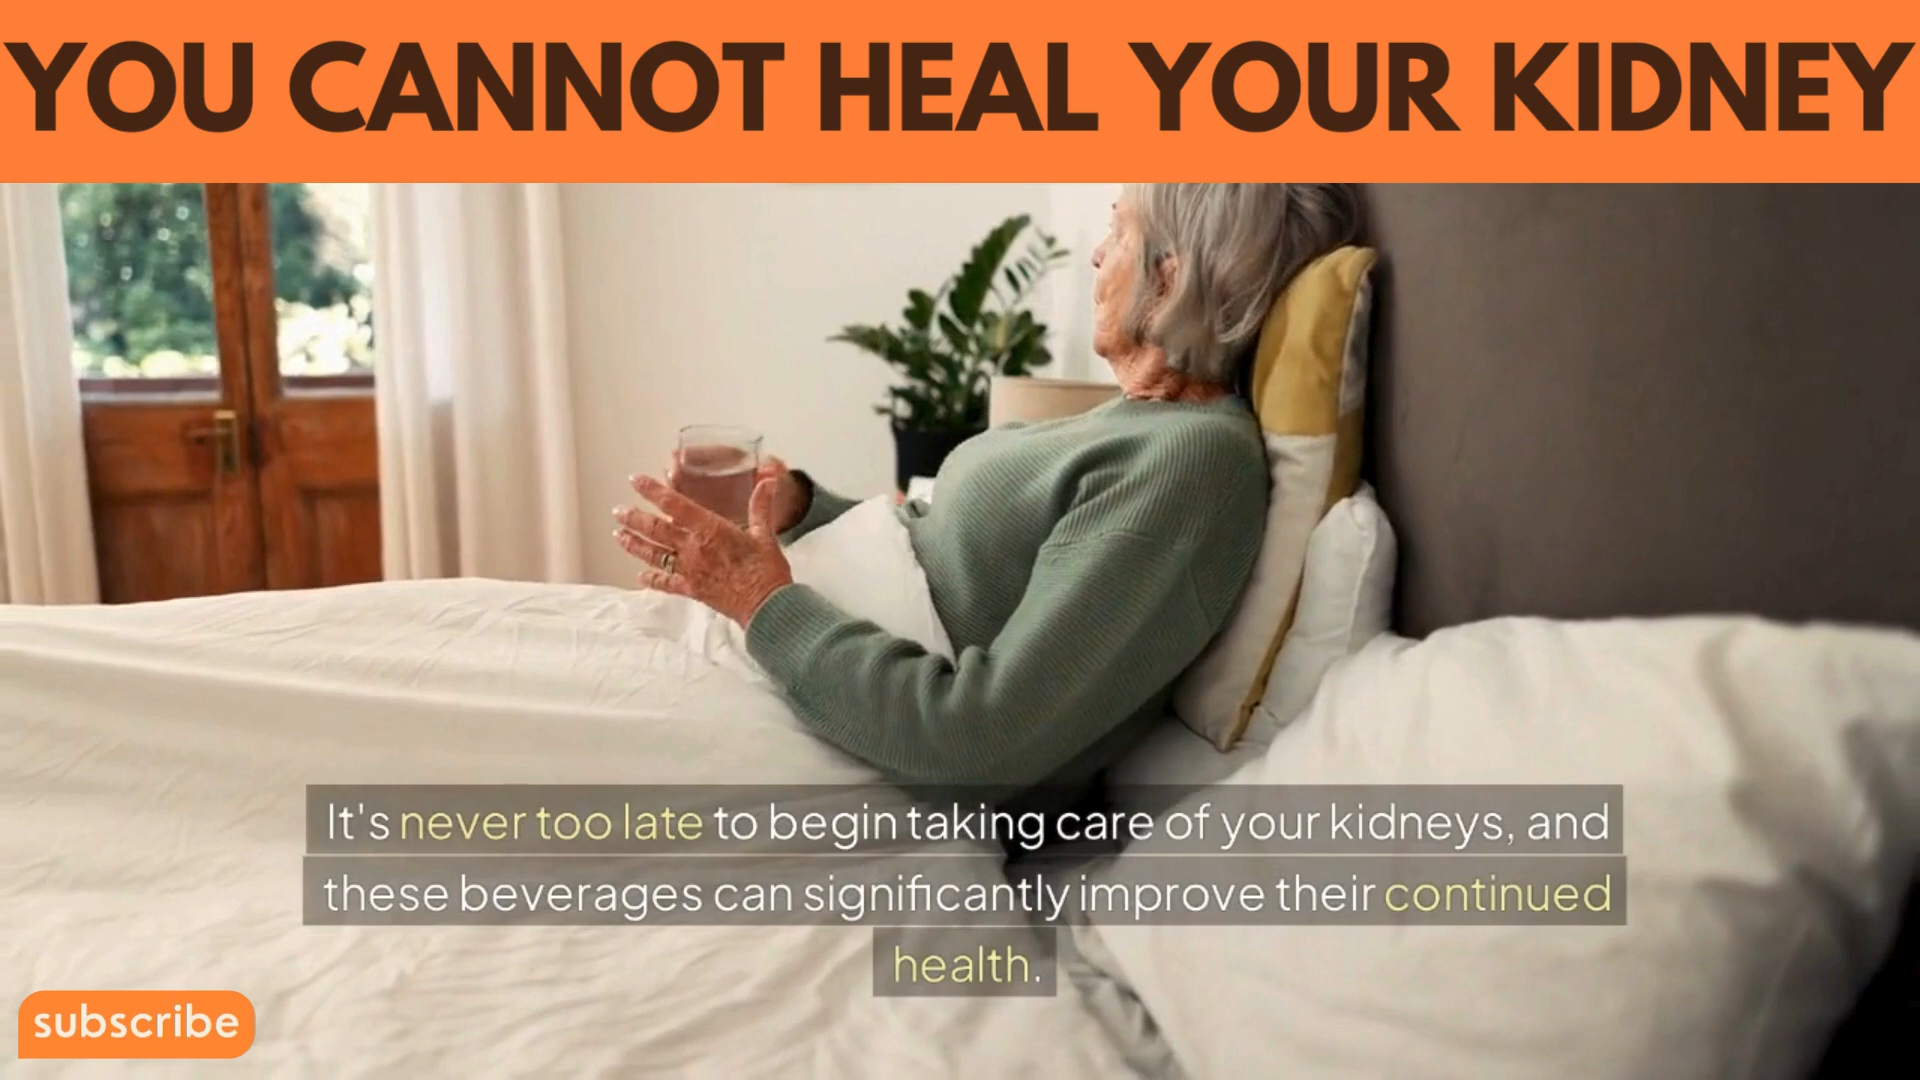 YOU CANNOT HEAL YOUR KIDNEY
It's never too late to begin taking care of your kidneys, and
these beverages can significantly improve their continued
health.
subscribe